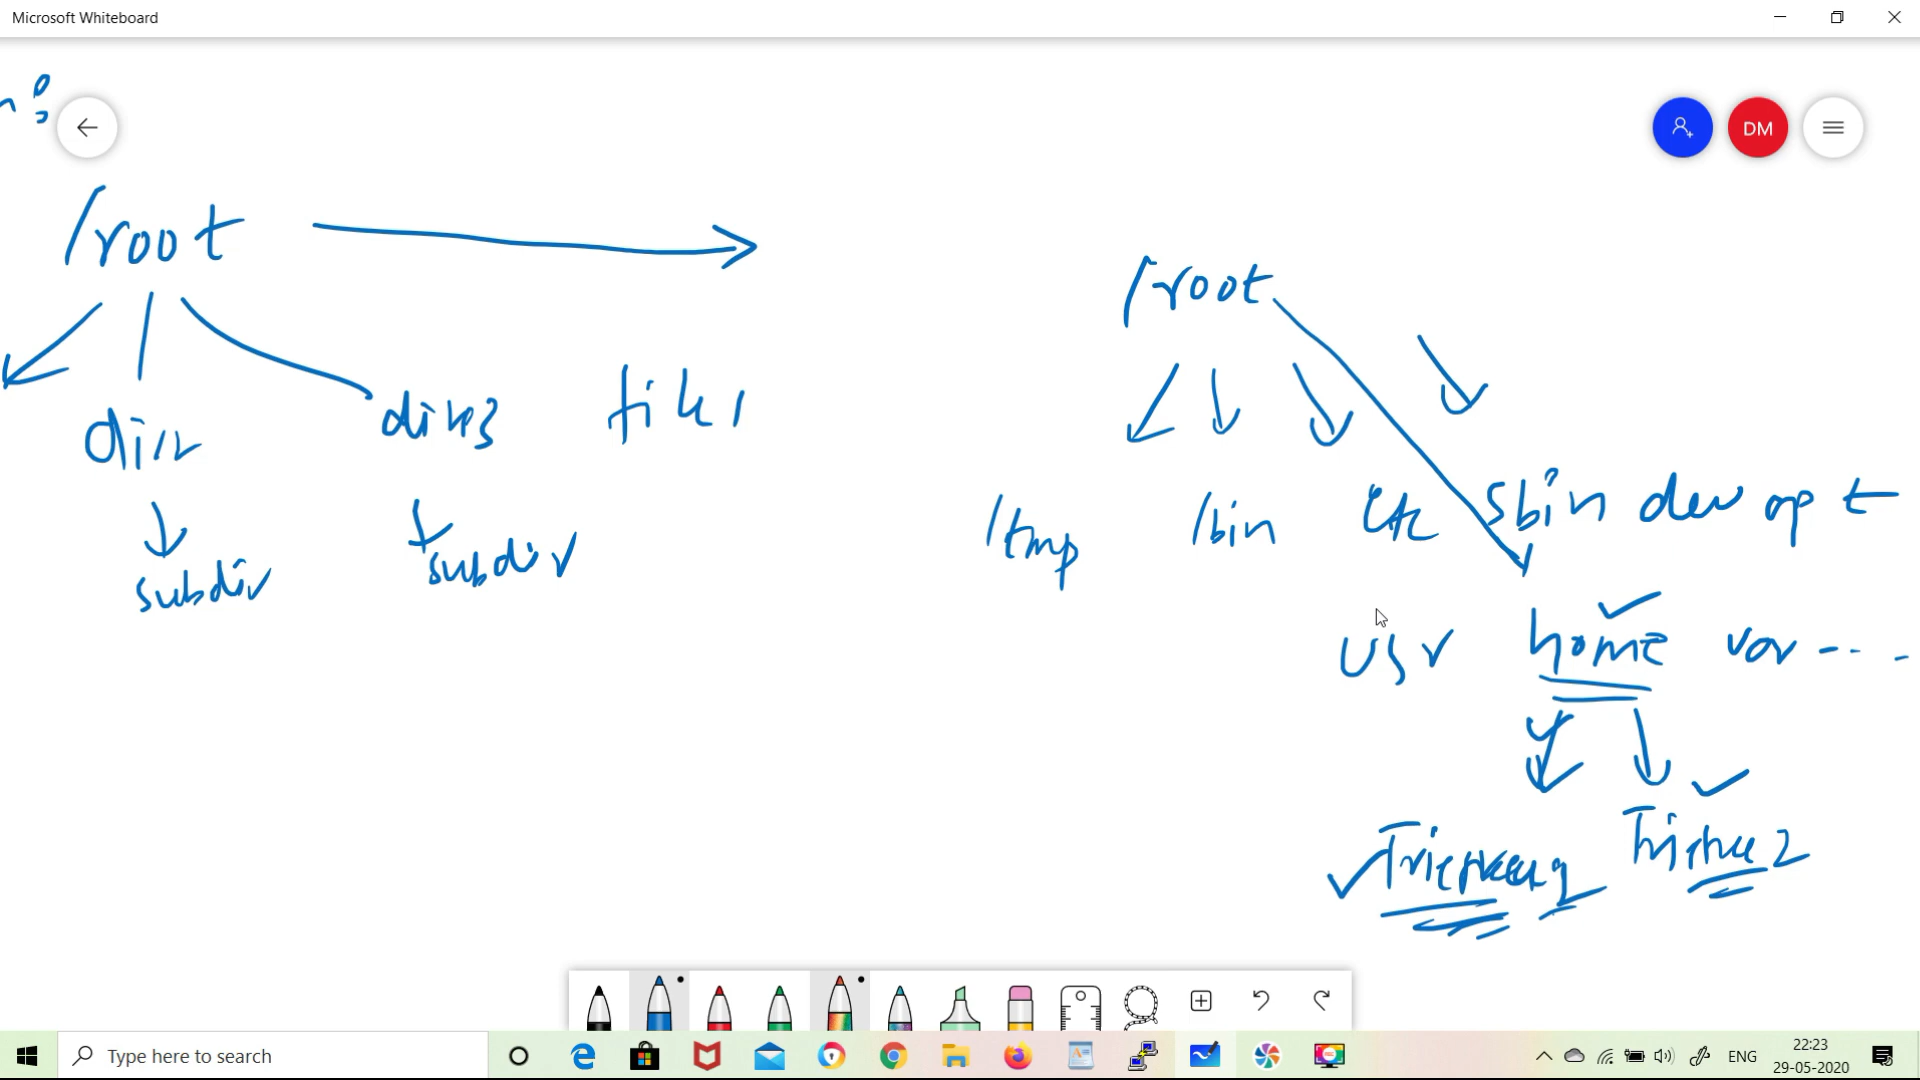 Microsoft Whiteboard
DM
/root
/root
dir2
dir3
file1
/tmp /bin etc sbin dev opt
subdir
subdir
usr home var -- - -
Type here to search
ENG
22:23
29-05-2020